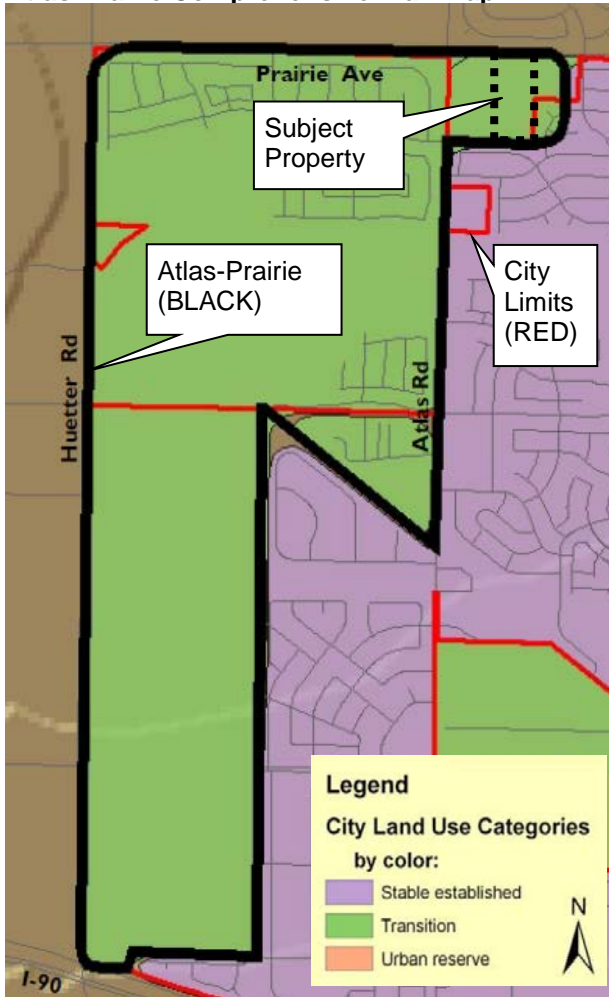 Prairie Ave
Subject
Property
Atlas-Prairie
(BLACK)
City
Limits
(RED)
Huetter Rd
Atlas Rd
Legend
City Land Use Categories
by color:
Stable established
Transition
Urban reserve
N
I-90